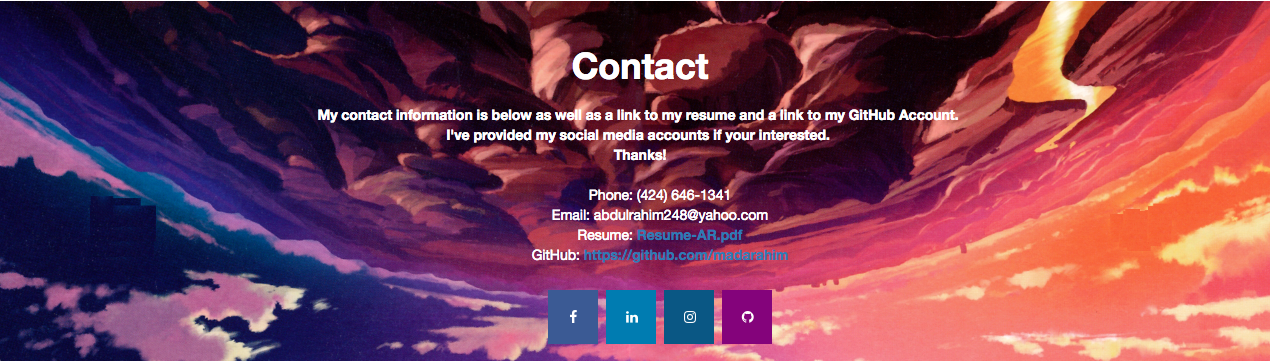 Contact
My contact information is below as well as a link to my resume and a link to my GitHub Account.
I've provided my social media accounts if your interested.
Thanks!
Phone: (424) 646-1341
Email: abdulrahim248@yahoo.com
Resume: Resume-AR.pdf
GitHub: https://github.com/madarahim